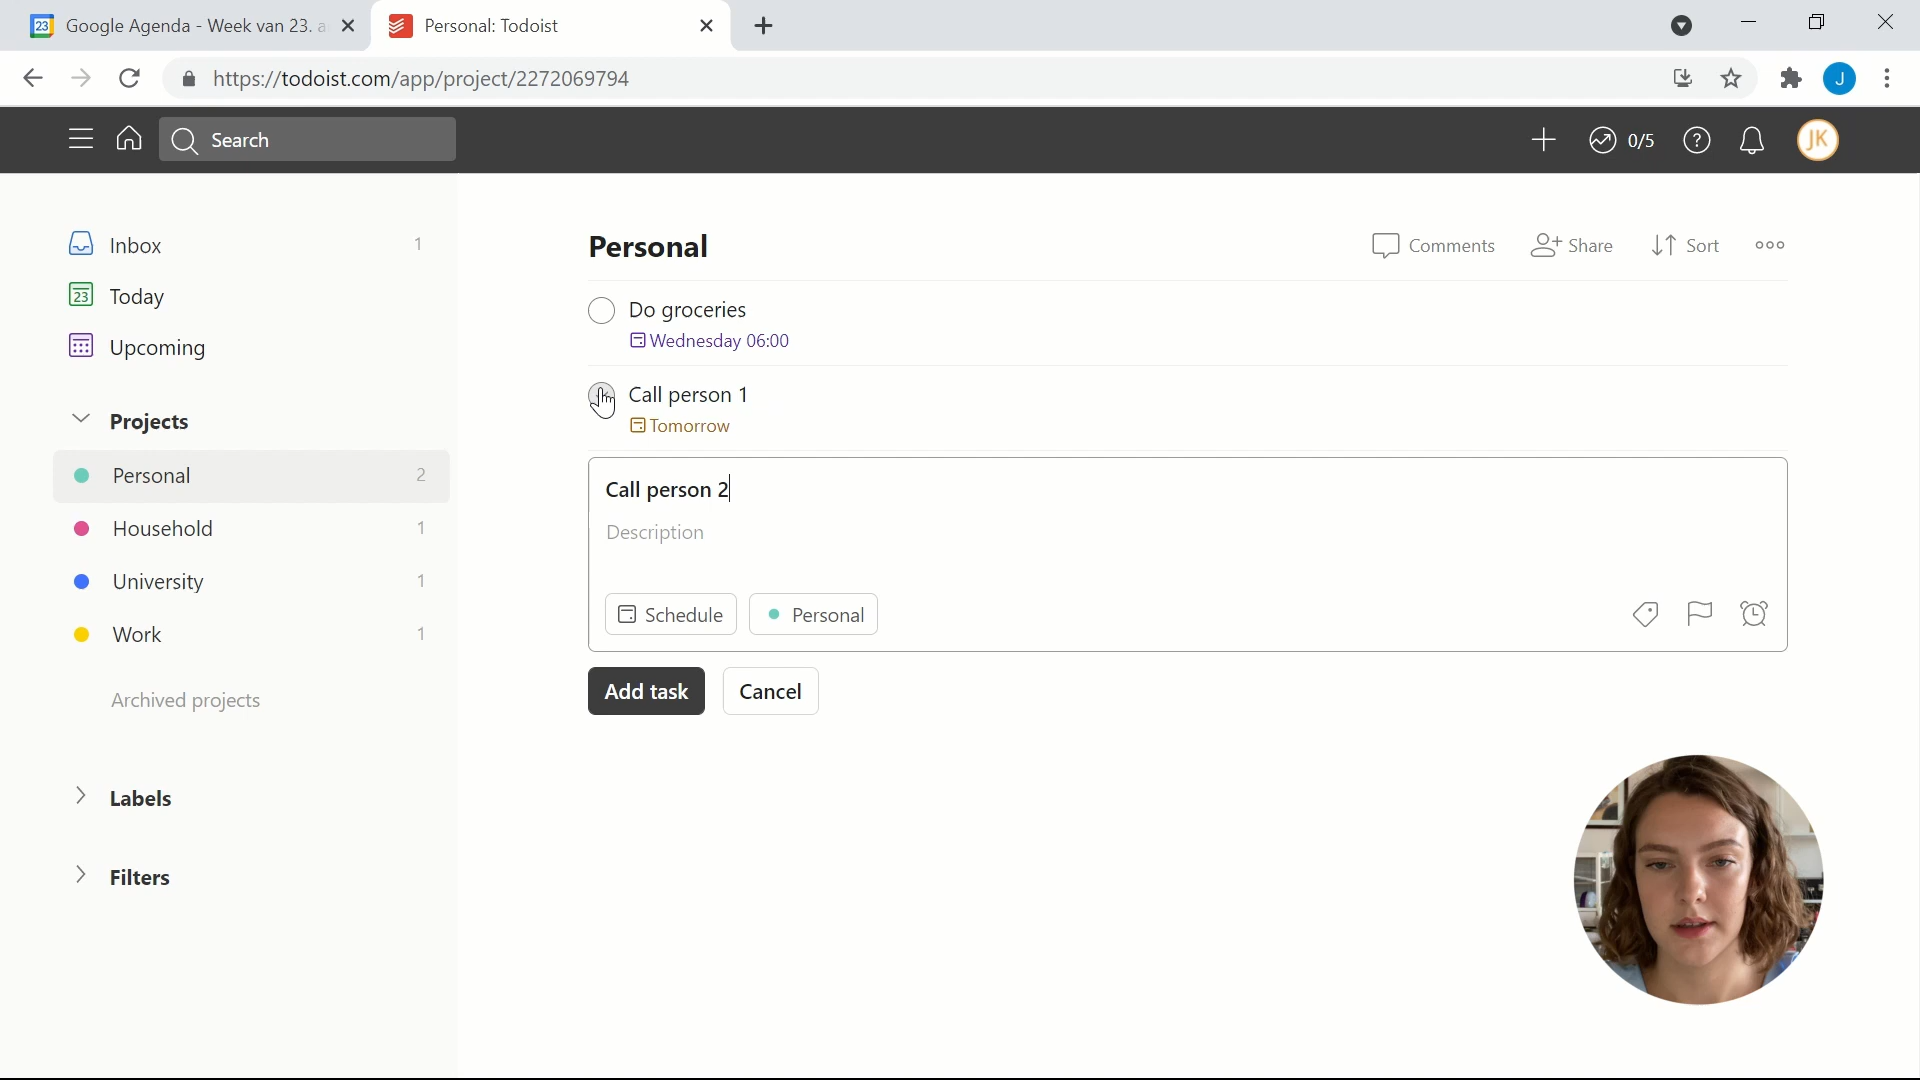 23 Google Agenda - Week van 23. a
Personal: Todoist
https://todoist.com/app/project/2272069794
J
Search
0/5
?
JK
Inbox 1
23 Today
Upcoming
Projects
Personal 2
Household 1
University 1
Work 1
Archived projects
Labels
Filters
Personal
Comments
Share
Sort
Do groceries
Wednesday 06:00
Call person 1
Tomorrow
Call person 2
Description
Schedule
Personal
Add task
Cancel